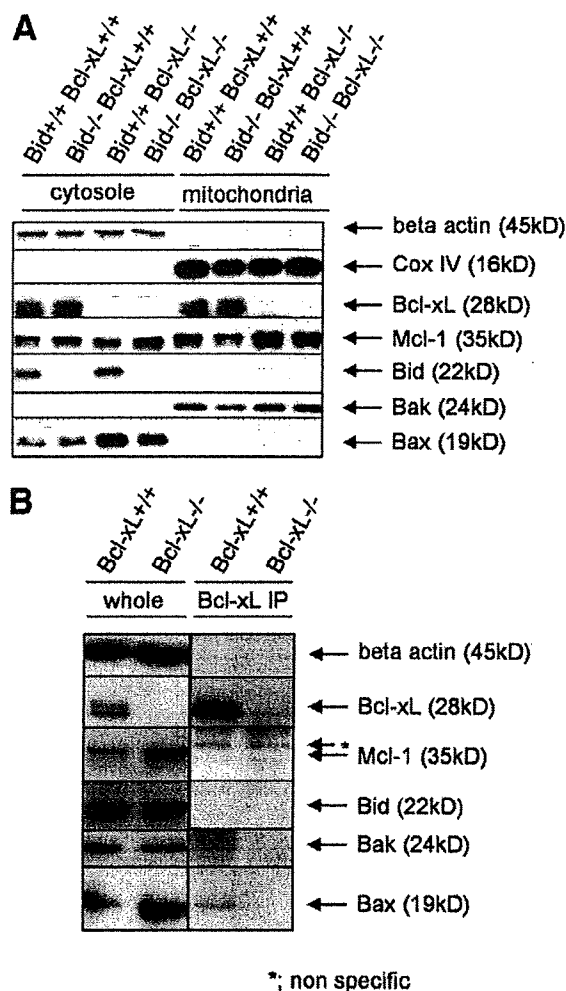 A
Bid+/+ Bcl-xL+/+
Bid-/- Bcl-xL+/+
Bid+/+ Bcl-xL-/-
Bid-/- Bcl-xL-/-
Bid+/+ Bcl-xL+/+
Bid-/- Bcl-xL+/+
Bid+/+ Bcl-xL-/-
Bid-/- Bcl-xL-/-
cytosole mitochondria
beta actin (45kD)
Cox IV (16kD)
Bcl-xL (28kD)
Mcl-1 (35kD)
Bid (22kD)
Bak (24kD)
Bax (19kD)
B
Bcl-xL+/+
Bcl-xL-/-
Bcl-xL+/+
Bcl-xL-/-
whole Bcl-xL IP
beta actin (45kD)
Bcl-xL (28kD)
*
Mcl-1 (35kD)
Bid (22kD)
Bak (24kD)
Bax (19kD)
*; non specific